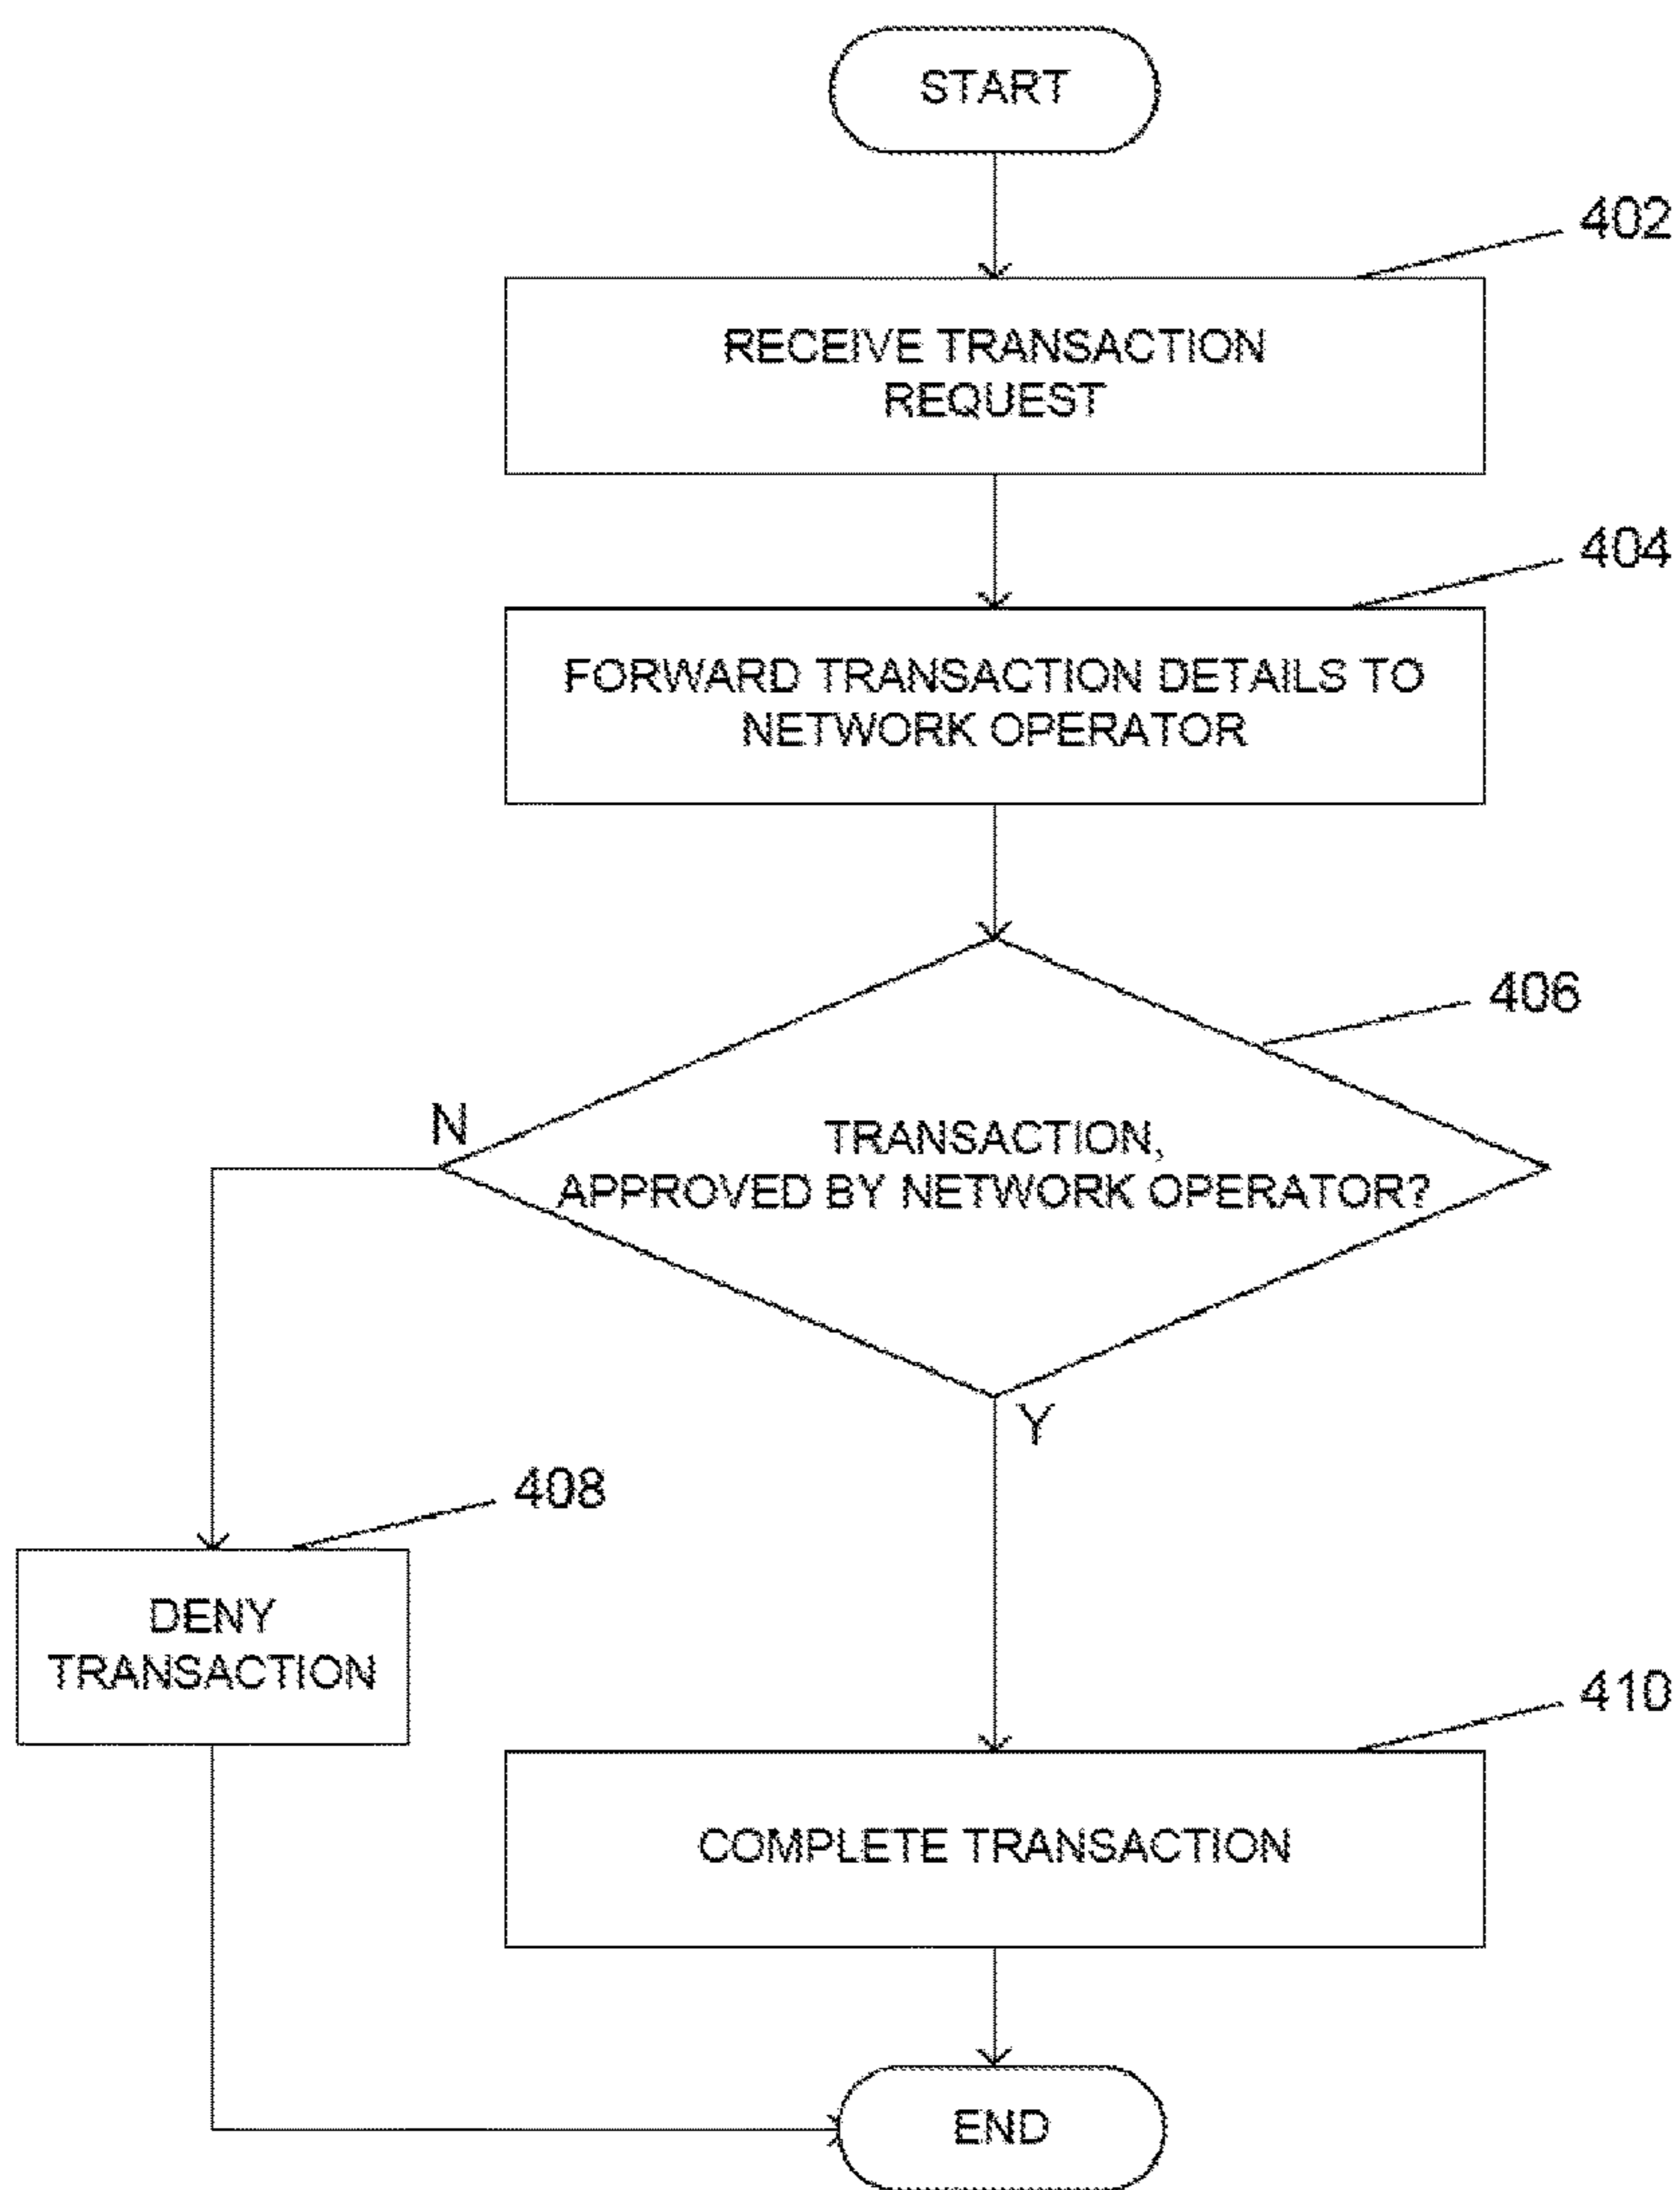 START
402
RECEIVE TRANSACTION
REQUEST
404
FORWARD TRANSACTION DETAILS TO
NETWORK OPERATOR
406
N
TRANSACTION,
APPROVED BY NETWORK OPERATOR?
Y
408
DENY
TRANSACTION
410
COMPLETE TRANSACTION
END